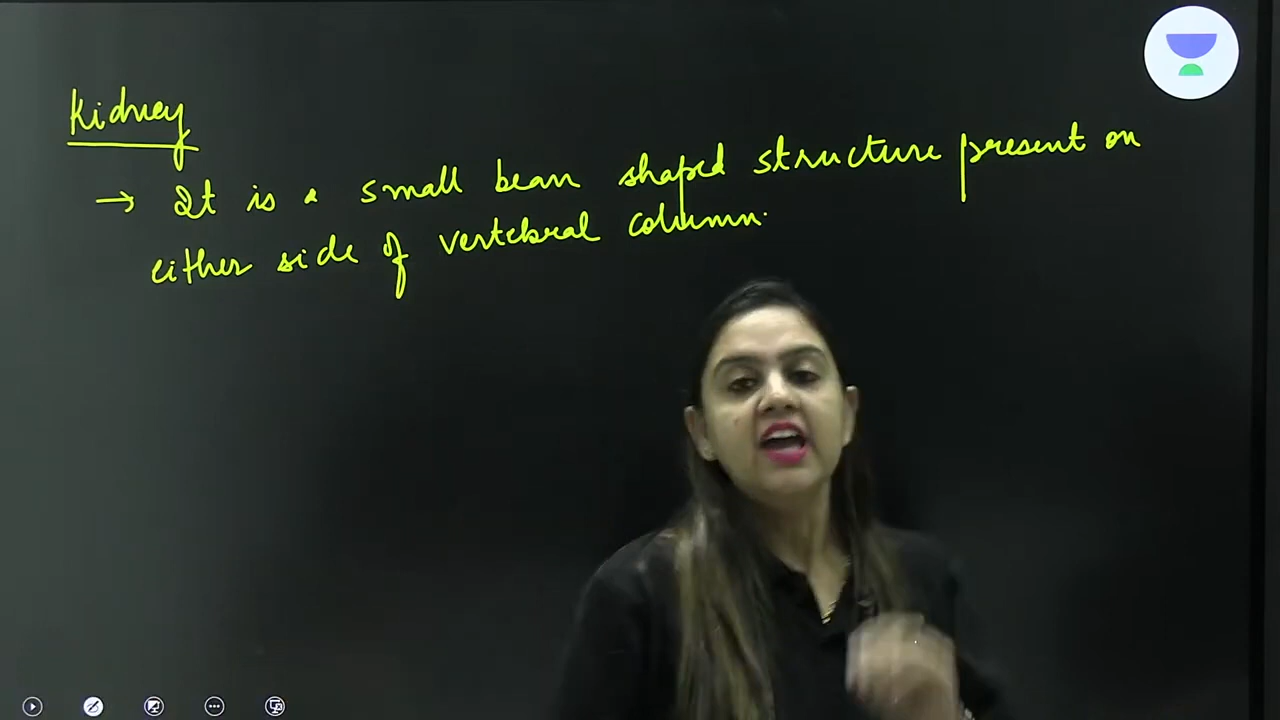 Kidney
→ It is a small bean shaped structure present on
either side of vertebral column.